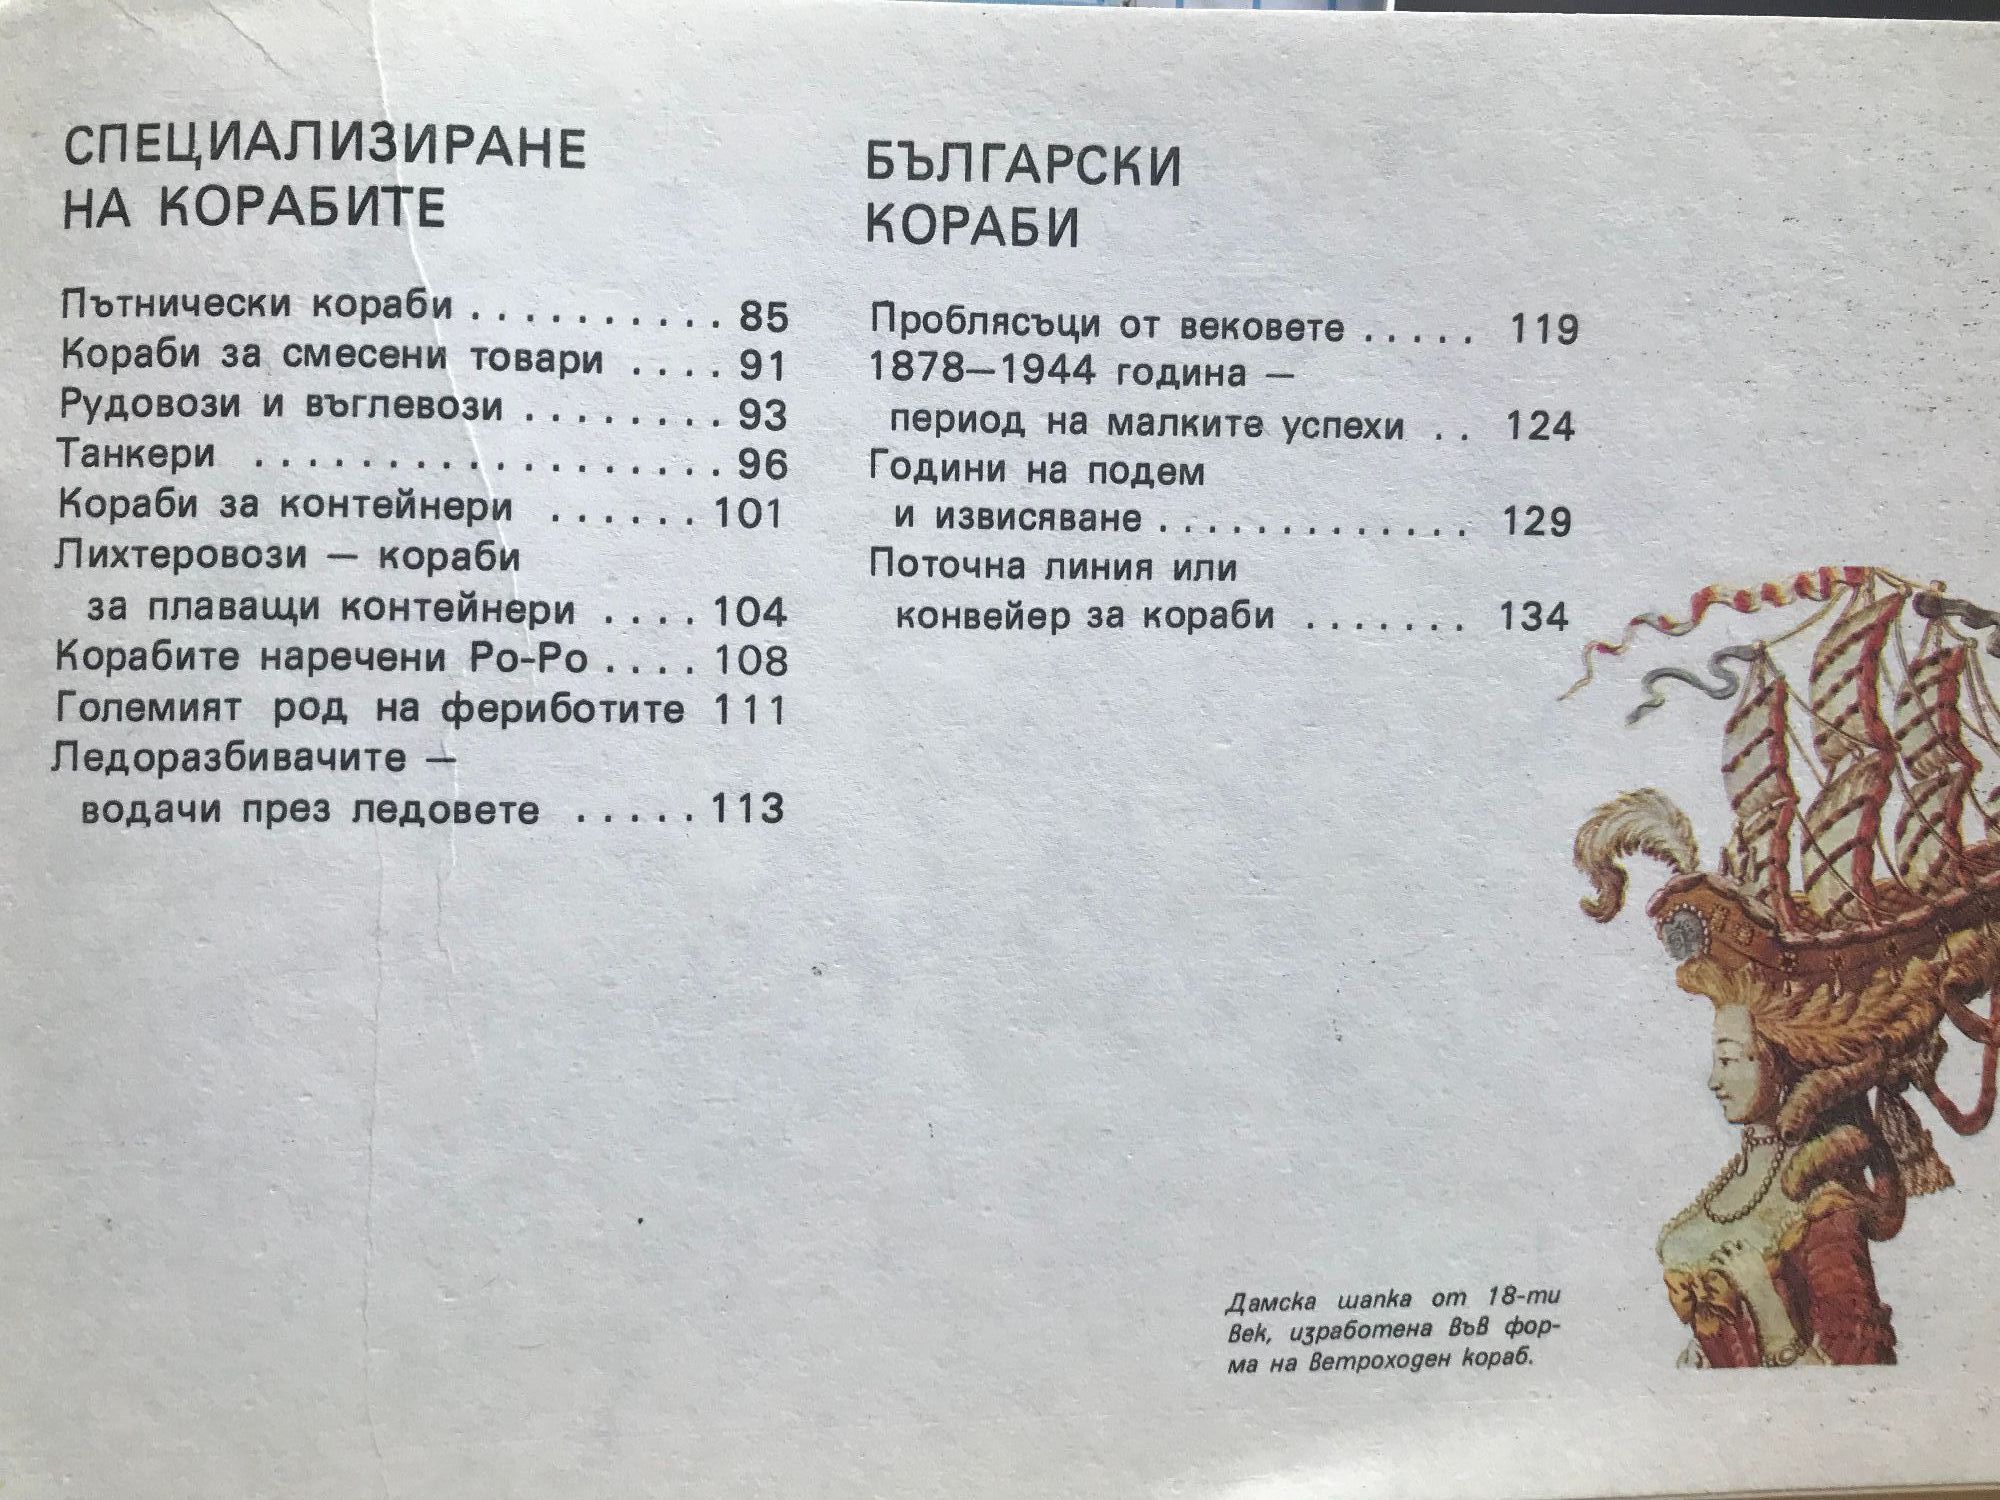 СПЕЦИАЛИЗИРАНЕ
НА КОРАБИТЕ
Пътнически кораби . . . . . . . . . . 85
Кораби за смесени товари . . . . 91
Рудовози и въглевози . . . . . . . . 93
Танкери . . . . . . . . . . . . . . . . . . 96
Кораби за контейнери . . . . . . 101
Лихтеровози — кораби
за плаващи контейнери . . . . 104
Корабите наречени Ро-Ро . . . . 108
Големият род на фериботите 111
Ледоразбивачите —
водачи през ледовете . . . . . 113
БЪЛГАРСКИ
КОРАБИ
Проблясъци от вековете . . . . . 119
1878—1944 година —
период на малките успехи . . 124
Години на подем
и извисяване . . . . . . . . . . . . . 129
Поточна линия или
конвейер за кораби . . . . . . . 134
Дамска шапка от 18-ти
век, изработена във фор-
ма на ветроходен кораб.